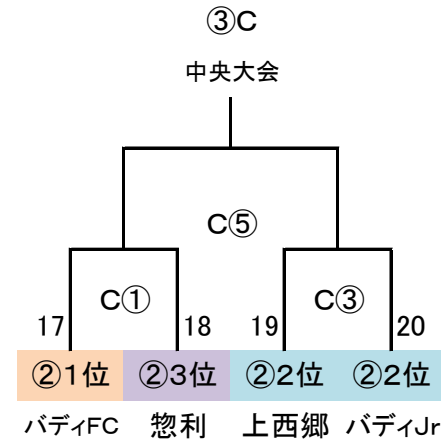 ③C
中央大会
C⑤
C① C③
17 18 19 20
②1位 ②3位 ②2位 ②2位
バディFC 惣利 上西郷 バディJr